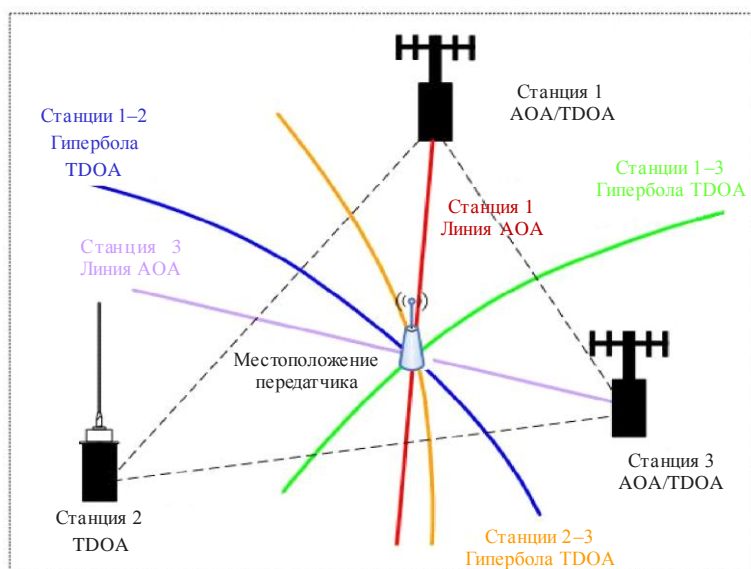 Станция 1
AOA/TDOA
Станции 1–2
Гипербола
TDOA
Станции 1–3
Гипербола TDOA
Станция 1
Линия AOA
Станция 3
Линия AOA
Местоположение
передатчика
Станция 3
AOA/TDOA
Станция 2
TDOA
Станции 2–3
Гипербола TDOA